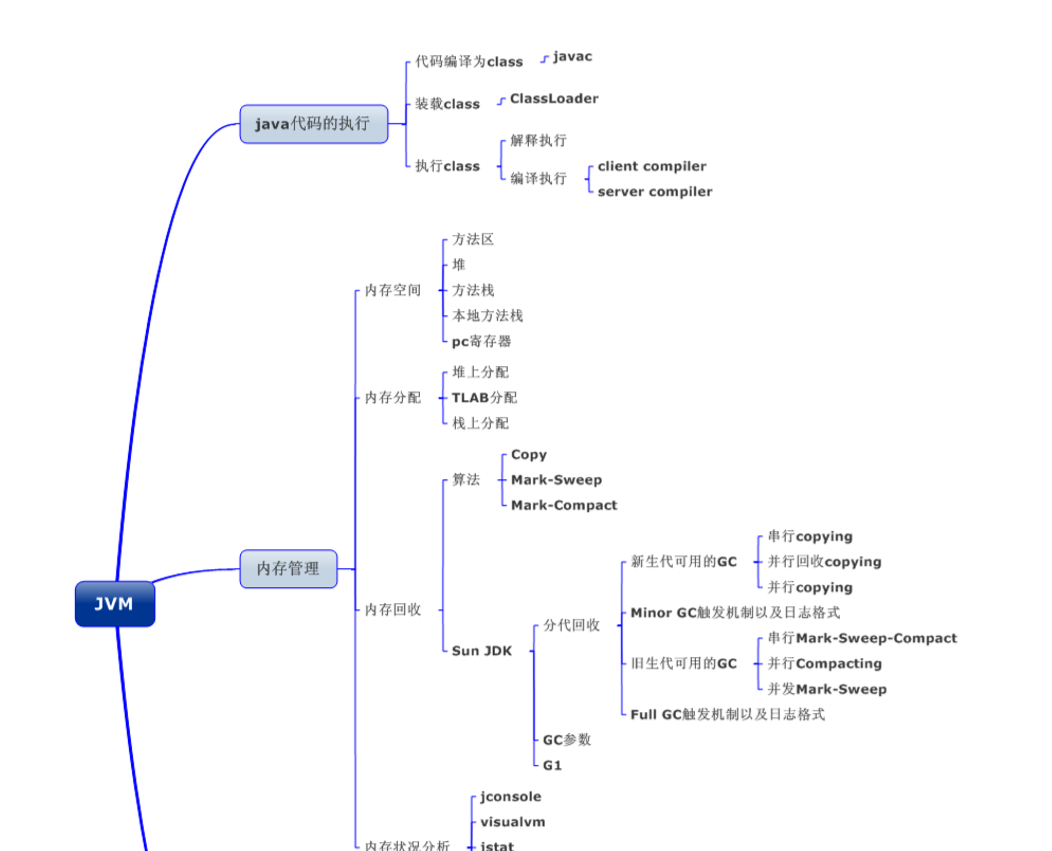 JVM
java代码的执行
代码编译为class
javac
装载class
ClassLoader
执行class
解释执行
编译执行
client compiler
server compiler
内存管理
内存空间
方法区
堆
方法栈
本地方法栈
pc寄存器
内存分配
堆上分配
TLAB分配
栈上分配
内存回收
算法
Copy
Mark-Sweep
Mark-Compact
Sun JDK
分代回收
新生代可用的GC
串行copying
并行回收copying
并行copying
Minor GC触发机制以及日志格式
旧生代可用的GC
串行Mark-Sweep-Compact
并行Compacting
并发Mark-Sweep
Full GC触发机制以及日志格式
GC参数
G1
内存状况分析
jconsole
visualvm
jstat